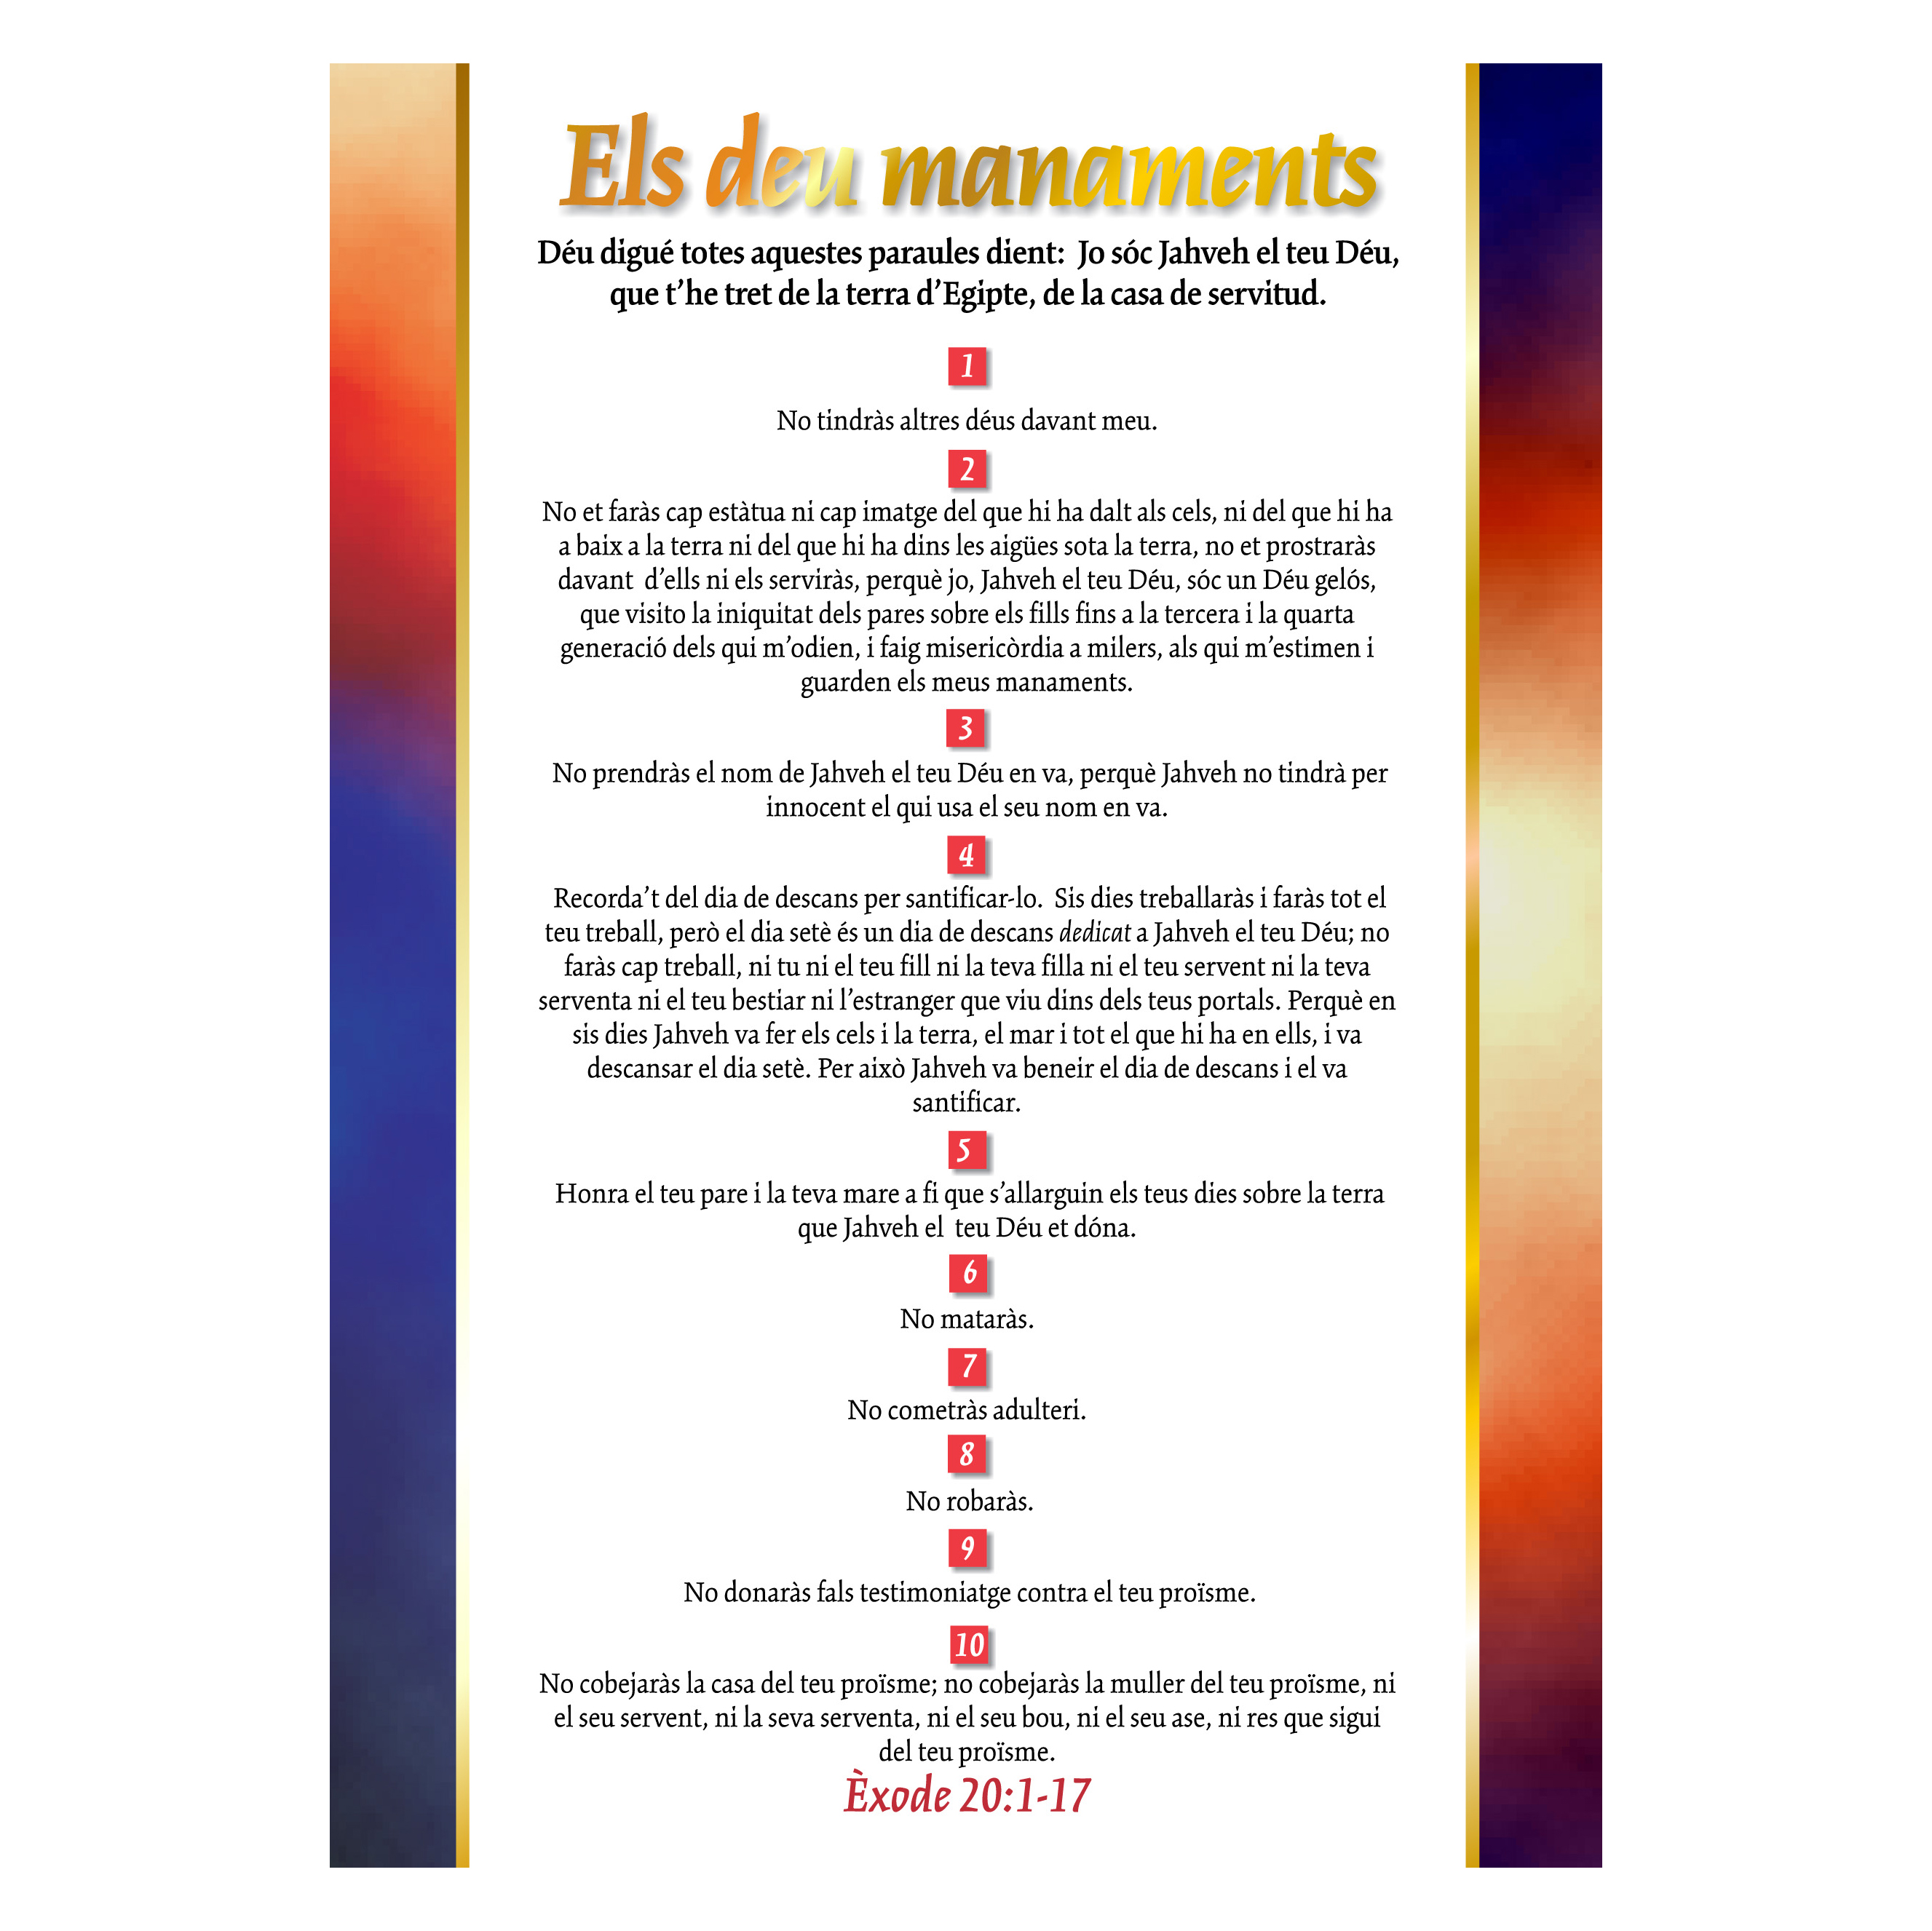 Els deu manaments
Déu digué totes aquestes paraules dient:  Jo sóc Jahveh el teu Déu,
que t’he tret de la terra d’Egipte, de la casa de servitud.
1
No tindràs altres déus davant meu.
2
No et faràs cap estàtua ni cap imatge del que hi ha dalt als cels, ni del que hi ha
a baix a la terra ni del que hi ha dins les aigües sota la terra, no et prostraràs
davant  d’ells ni els serviràs, perquè jo, Jahveh el teu Déu, sóc un Déu gelós,
que visito la iniquitat dels pares sobre els fills fins a la tercera i la quarta
generació dels qui m’odien, i faig misericòrdia a milers, als qui m’estimen i
guarden els meus manaments.
3
No prendràs el nom de Jahveh el teu Déu en va, perquè Jahveh no tindrà per
innocent el qui usa el seu nom en va.
4
Recorda’t del dia de descans per santificar-lo.  Sis dies treballaràs i faràs tot el
teu treball, però el dia setè és un dia de descans dedicat a Jahveh el teu Déu; no
faràs cap treball, ni tu ni el teu fill ni la teva filla ni el teu servent ni la teva
serventa ni el teu bestiar ni l’estranger que viu dins dels teus portals. Perquè en
sis dies Jahveh va fer els cels i la terra, el mar i tot el que hi ha en ells, i va
descansar el dia setè. Per això Jahveh va beneir el dia de descans i el va
santificar.
5
Honra el teu pare i la teva mare a fi que s’allarguin els teus dies sobre la terra
que Jahveh el  teu Déu et dóna.
6
No mataràs.
7
No cometràs adulteri.
8
No robaràs.
9
No donaràs fals testimoniatge contra el teu proïsme.
10
No cobejaràs la casa del teu proïsme; no cobejaràs la muller del teu proïsme, ni
el seu servent, ni la seva serventa, ni el seu bou, ni el seu ase, ni res que sigui
del teu proïsme.
Èxode 20:1-17